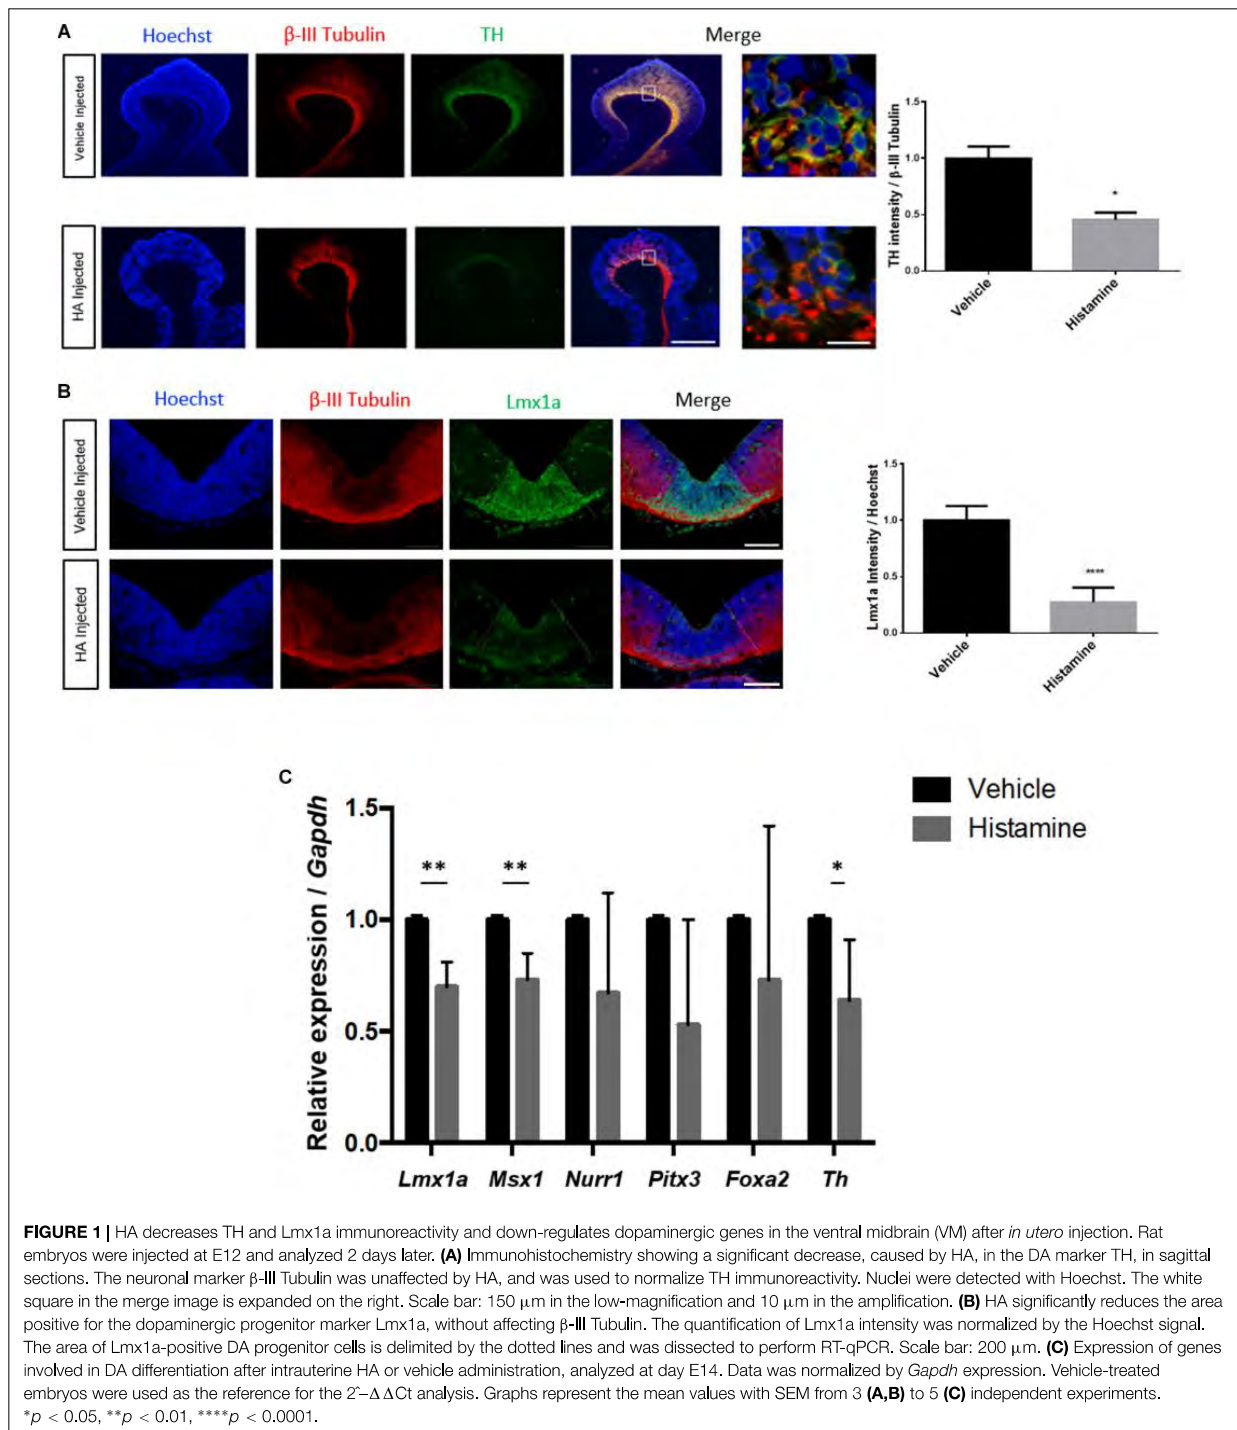 A
Hoechst
β-III Tubulin
TH
Merge
Vehicle Injected
HA Injected
TH intensity / β-III Tubulin
1.5
1.0
0.5
0.0
*
Vehicle
Histamine
B
Hoechst
β-III Tubulin
Lmx1a
Merge
Vehicle Injected
HA Injected
Lmx1a Intensity / Hoechst
1.5
1.0
0.5
0.0
****
Vehicle
Histamine
C
Vehicle
Histamine
Relative expression / Gapdh
1.5
1.0
0.5
0.0
**
**
*
Lmx1a Msx1 Nurr1 Pitx3 Foxa2 Th
FIGURE 1 | HA decreases TH and Lmx1a immunoreactivity and down-regulates dopaminergic genes in the ventral midbrain (VM) after in utero injection. Rat
embryos were injected at E12 and analyzed 2 days later. (A) Immunohistochemistry showing a significant decrease, caused by HA, in the DA marker TH, in sagittal
sections. The neuronal marker β-III Tubulin was unaffected by HA, and was used to normalize TH immunoreactivity. Nuclei were detected with Hoechst. The white
square in the merge image is expanded on the right. Scale bar: 150 μm in the low-magnification and 10 μm in the amplification. (B) HA significantly reduces the area
positive for the dopaminergic progenitor marker Lmx1a, without affecting β-III Tubulin. The quantification of Lmx1a intensity was normalized by the Hoechst signal.
The area of Lmx1a-positive DA progenitor cells is delimited by the dotted lines and was dissected to perform RT-qPCR. Scale bar: 200 μm. (C) Expression of genes
involved in DA differentiation after intrauterine HA or vehicle administration, analyzed at day E14. Data was normalized by Gapdh expression. Vehicle-treated
embryos were used as the reference for the 2ˆ–ΔΔCt analysis. Graphs represent the mean values with SEM from 3 (A,B) to 5 (C) independent experiments.
*p < 0.05, **p < 0.01, ****p < 0.0001.